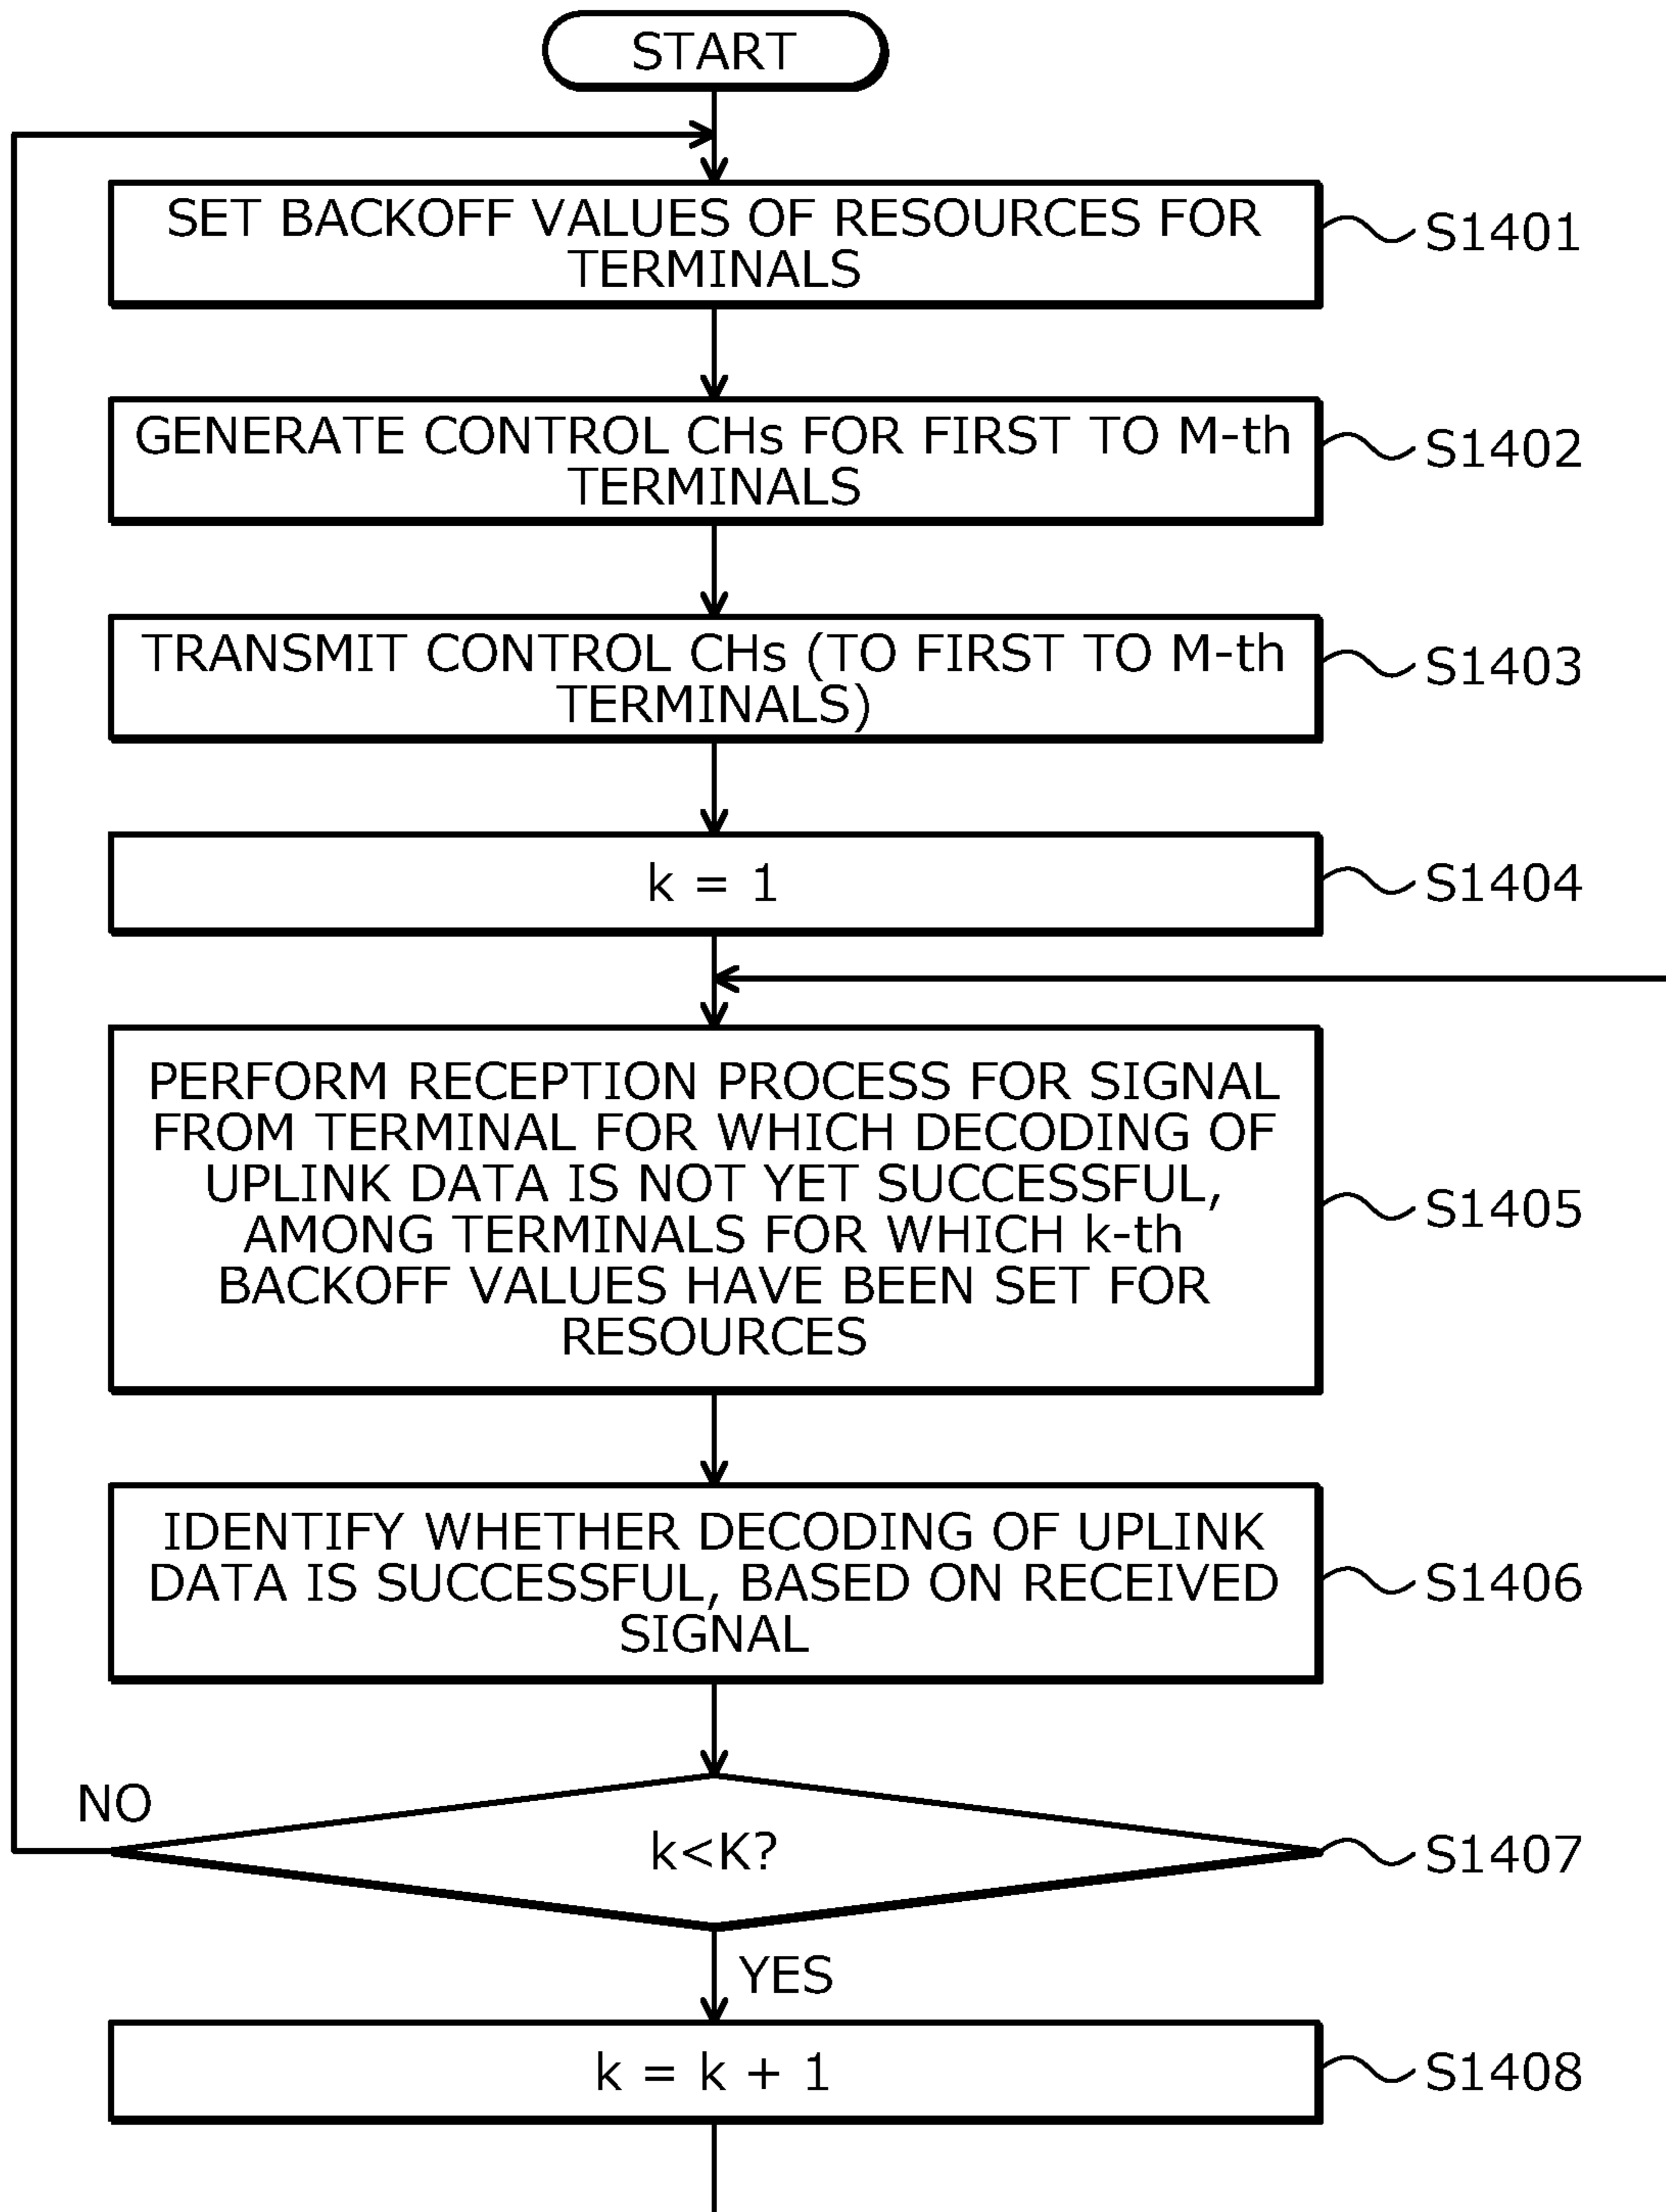 START
SET BACKOFF VALUES OF RESOURCES FOR
TERMINALS
S1401
GENERATE CONTROL CHs FOR FIRST TO M-th
TERMINALS
S1402
TRANSMIT CONTROL CHs (TO FIRST TO M-th
TERMINALS)
S1403
k = 1
S1404
PERFORM RECEPTION PROCESS FOR SIGNAL
FROM TERMINAL FOR WHICH DECODING OF
UPLINK DATA IS NOT YET SUCCESSFUL,
AMONG TERMINALS FOR WHICH k-th
BACKOFF VALUES HAVE BEEN SET FOR
RESOURCES
S1405
IDENTIFY WHETHER DECODING OF UPLINK
DATA IS SUCCESSFUL, BASED ON RECEIVED
SIGNAL
S1406
NO
k<K?
S1407
YES
k = k + 1
S1408